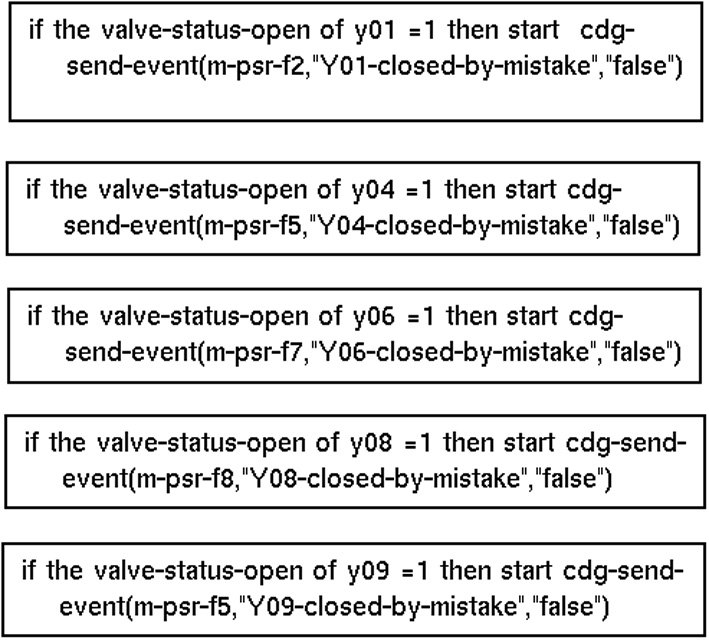 if the valve-status-open of y01 =1 then start cdg-
send-event(m-psr-f2,"Y01-closed-by-mistake","false")
if the valve-status-open of y04 =1 then start cdg-
send-event(m-psr-f5,"Y04-closed-by-mistake","false")
if the valve-status-open of y06 =1 then start cdg-
send-event(m-psr-f7,"Y06-closed-by-mistake","false")
if the valve-status-open of y08 =1 then start cdg-send-
event(m-psr-f8,"Y08-closed-by-mistake","false")
if the valve-status-open of y09 =1 then start cdg-send-
event(m-psr-f5,"Y09-closed-by-mistake","false")